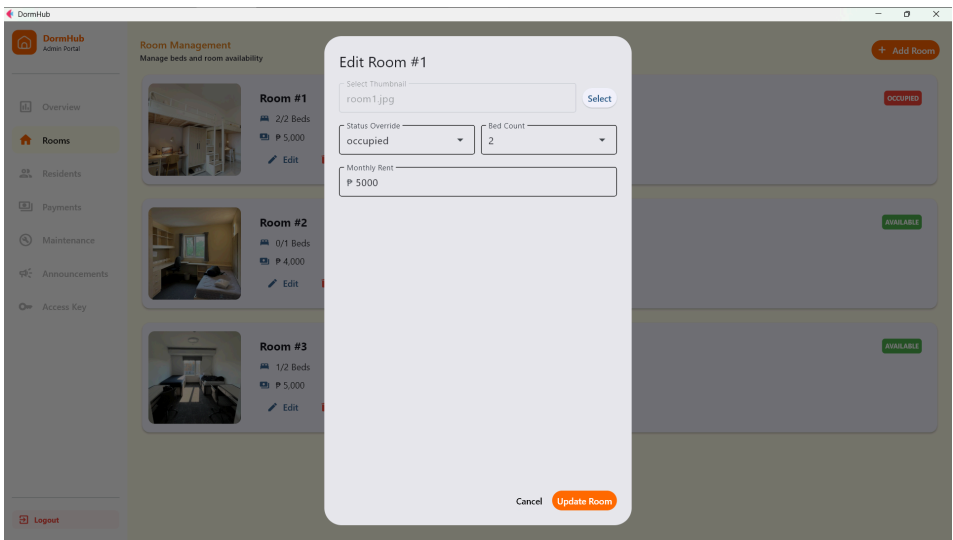 DormHub
DormHub
Admin Portal
Overview
Rooms
Residents
Payments
Maintenance
Announcements
Access Key
Logout
Room Management
Manage beds and room availability
+ Add Room
Room #1
2/2 Beds
₱ 5,000
Edit
OCCUPIED
Room #2
0/1 Beds
₱ 4,000
Edit
AVAILABLE
Room #3
1/2 Beds
₱ 5,000
Edit
AVAILABLE
Edit Room #1
Select Thumbnail
room1.jpg
Select
Status Override
occupied
Bed Count
2
Monthly Rent
₱ 5000
Cancel
Update Room